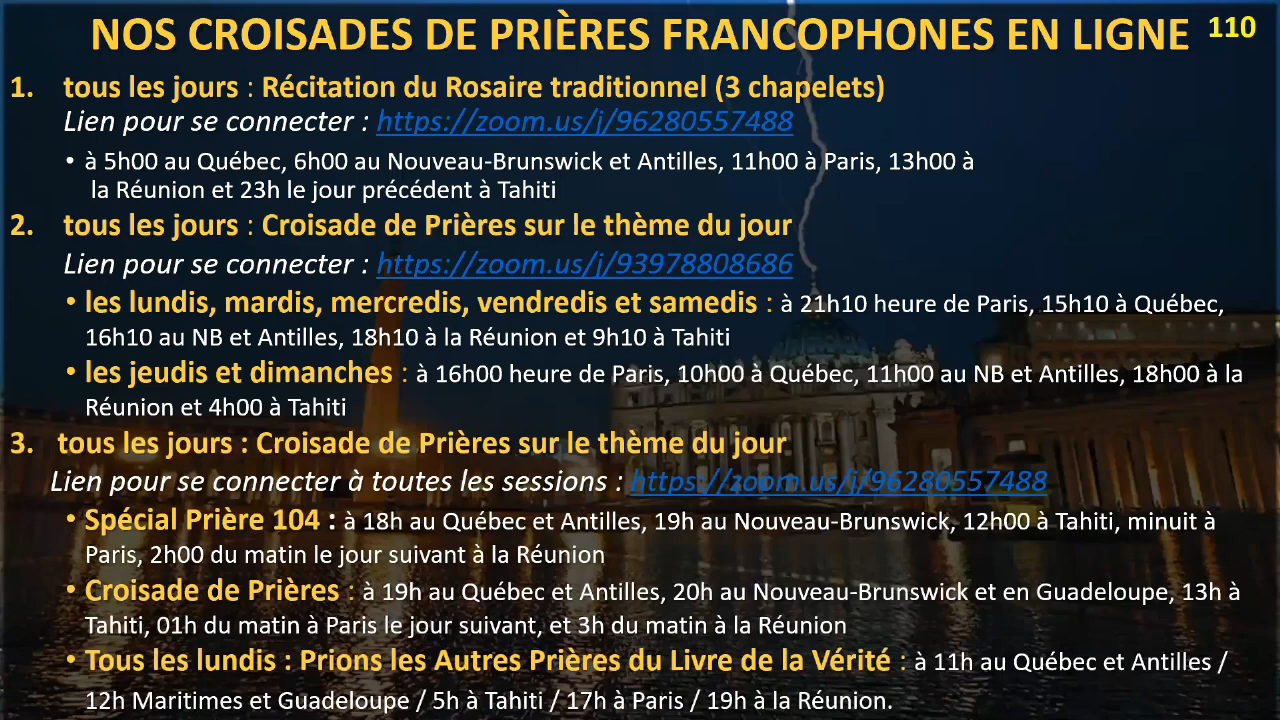 NOS CROISADES DE PRIÈRES FRANCOPHONES EN LIGNE 110
1. tous les jours : Récitation du Rosaire traditionnel (3 chapelets)
Lien pour se connecter : https://zoom.us/j/96280557488
• à 5h00 au Québec, 6h00 au Nouveau-Brunswick et Antilles, 11h00 à Paris, 13h00 à
la Réunion et 23h le jour précédent à Tahiti
2. tous les jours : Croisade de Prières sur le thème du jour
Lien pour se connecter : https://zoom.us/j/93978808686
• les lundis, mardis, mercredis, vendredis et samedis : à 21h10 heure de Paris, 15h10 à Québec,
16h10 au NB et Antilles, 18h10 à la Réunion et 9h10 à Tahiti
• les jeudis et dimanches : à 16h00 heure de Paris, 10h00 à Québec, 11h00 au NB et Antilles, 18h00 à la
Réunion et 4h00 à Tahiti
3. tous les jours : Croisade de Prières sur le thème du jour
Lien pour se connecter à toutes les sessions : https://zoom.us/j/96280557488
• Spécial Prière 104 : à 18h au Québec et Antilles, 19h au Nouveau-Brunswick, 12h00 à Tahiti, minuit à
Paris, 2h00 du matin le jour suivant à la Réunion
• Croisade de Prières : à 19h au Québec et Antilles, 20h au Nouveau-Brunswick et en Guadeloupe, 13h à
Tahiti, 01h du matin à Paris le jour suivant, et 3h du matin à la Réunion
• Tous les lundis : Prions les Autres Prières du Livre de la Vérité : à 11h au Québec et Antilles /
12h Maritimes et Guadeloupe / 5h à Tahiti / 17h à Paris / 19h à la Réunion.